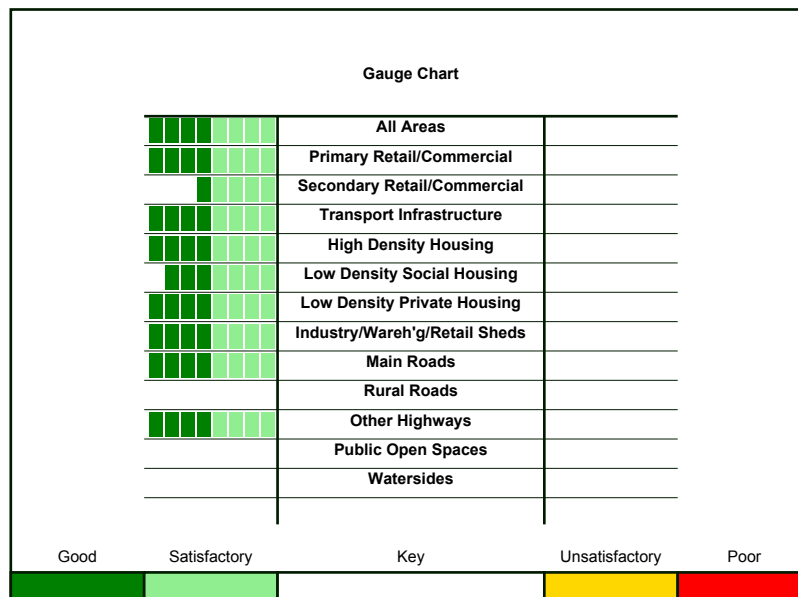 Gauge Chart
All Areas
Primary Retail/Commercial
Secondary Retail/Commercial
Transport Infrastructure
High Density Housing
Low Density Social Housing
Low Density Private Housing
Industry/Wareh'g/Retail Sheds
Main Roads
Rural Roads
Other Highways
Public Open Spaces
Watersides
Good Satisfactory Key Unsatisfactory Poor